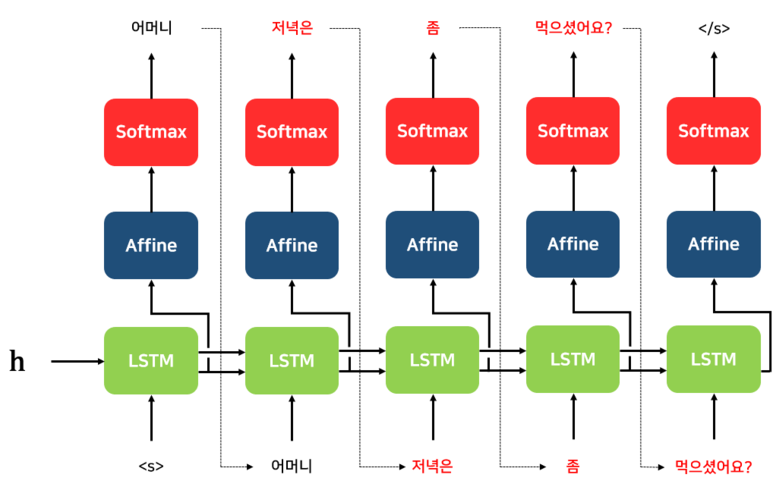 어머니 저녁은 좀 먹으셨어요? </s>
Softmax Softmax Softmax Softmax Softmax
Affine Affine Affine Affine Affine
h LSTM LSTM LSTM LSTM LSTM
<s> 어머니 저녁은 좀 먹으셨어요?